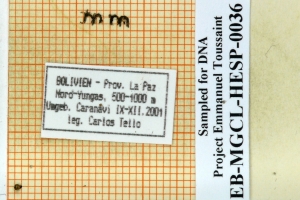 mm
BOLIVIEN - Prov. La Paz
Nord-Yungas, 500-1000 m
Umgeb. Caranavi IX-XII.2001
leg. Carlos Tello
Sampled for DNA
Project Emmanuel Toussaint
EB-MGCL-HESP-0036